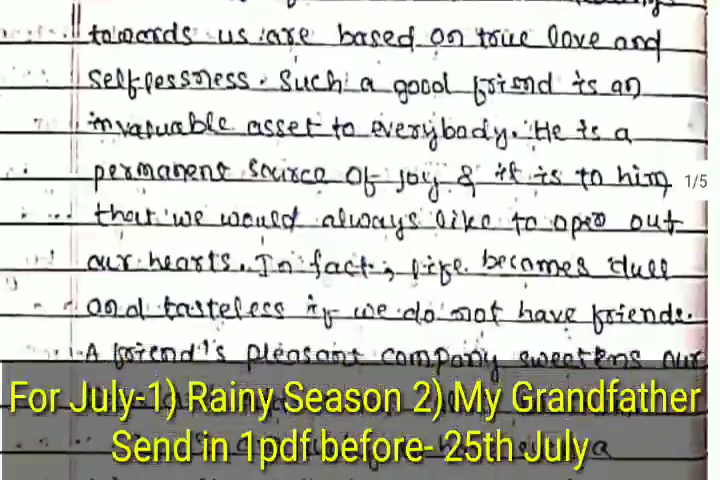 towards us are based on true love and
selflessness. Such a good friend is an
invaluable asset to everybody. He is a
permanent source of joy & it is to him
1/5
that we would always like to open out
our hearts. In fact, life becomes dull
and tasteless if we do not have friends.
A friend's pleasant company sweetens our
For July-1) Rainy Season 2) My Grandfather
Send in 1pdf before- 25th July